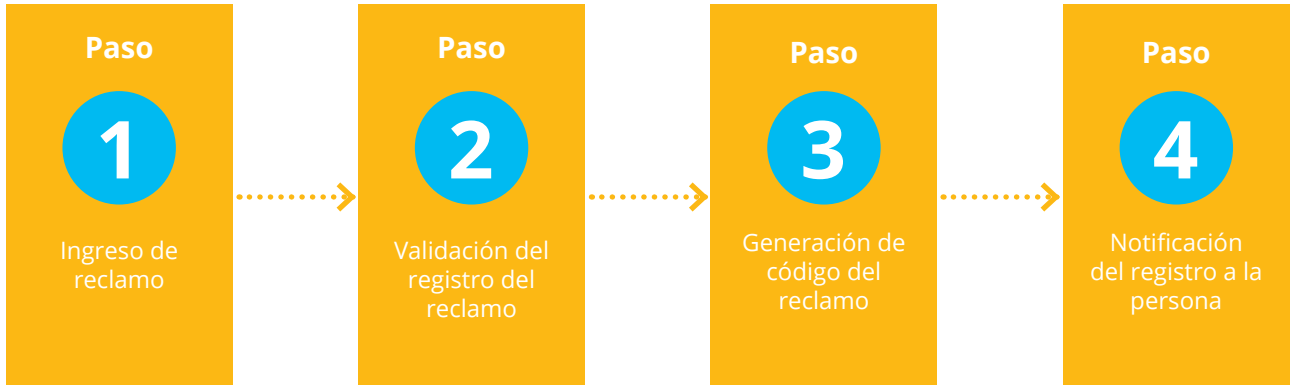 Paso
1
Ingreso de
reclamo
Paso
2
Validación del
registro del
reclamo
Paso
3
Generación de
código del
reclamo
Paso
4
Notificación
del registro a la
persona